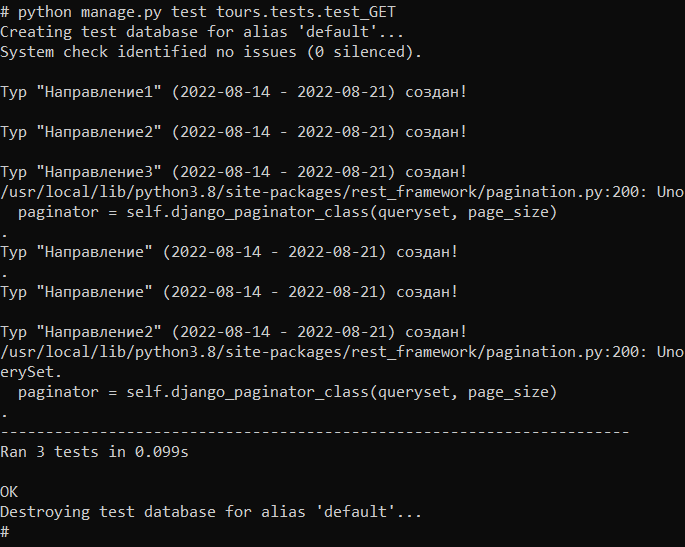 # python manage.py test tours.tests.test_GET
Creating test database for alias 'default'...
System check identified no issues (0 silenced).
Тур "Направление1" (2022-08-14 - 2022-08-21) создан!
Тур "Направление2" (2022-08-14 - 2022-08-21) создан!
Тур "Направление3" (2022-08-14 - 2022-08-21) создан!
/usr/local/lib/python3.8/site-packages/rest_framework/pagination.py:200: Uno
  paginator = self.django_paginator_class(queryset, page_size)
.
Тур "Направление" (2022-08-14 - 2022-08-21) создан!
.
Тур "Направление" (2022-08-14 - 2022-08-21) создан!
Тур "Направление2" (2022-08-14 - 2022-08-21) создан!
/usr/local/lib/python3.8/site-packages/rest_framework/pagination.py:200: Uno
erySet.
  paginator = self.django_paginator_class(queryset, page_size)
.
----------------------------------------------------------------------
Ran 3 tests in 0.099s
OK
Destroying test database for alias 'default'...
#